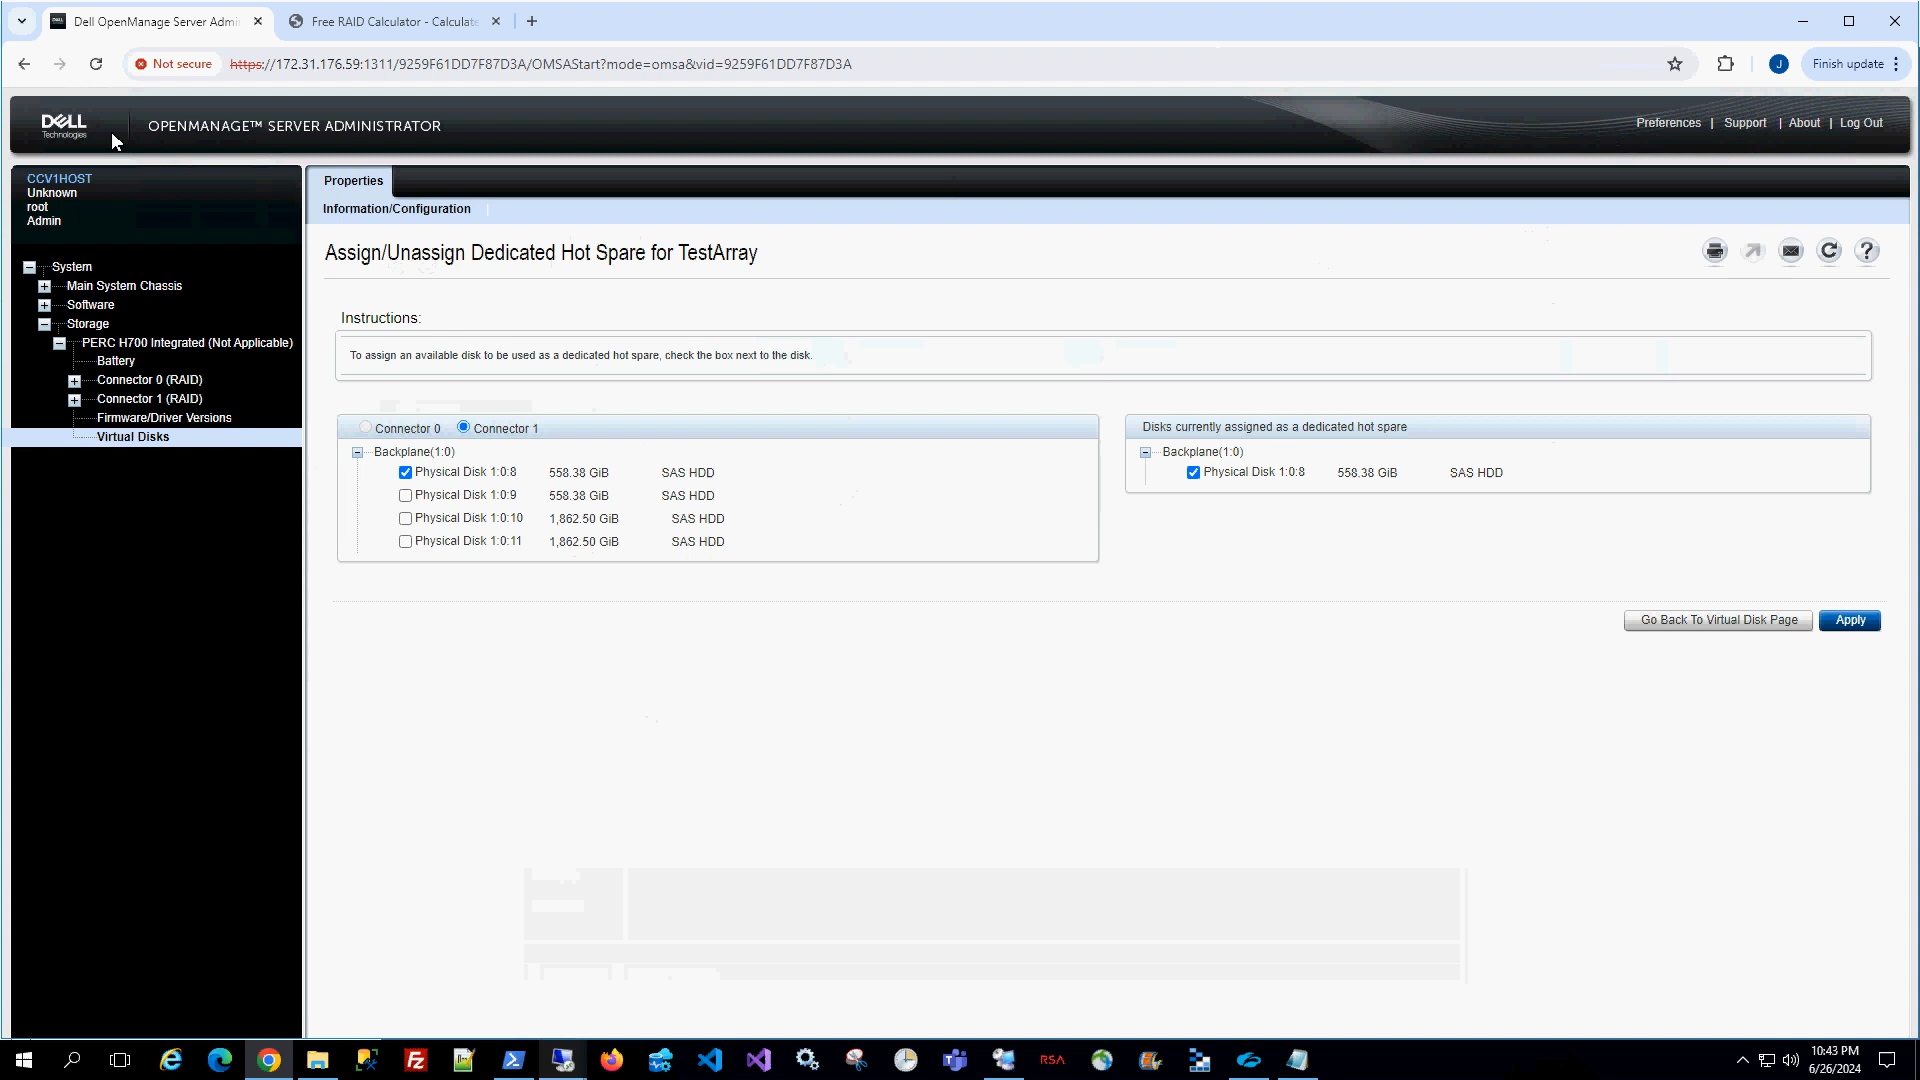 Dell OpenManage Server Admi
Free RAID Calculator - Calculate
Not secure
https://172.31.176.59:1311/9259F61DD7F87D3A/OMSAStart?mode=omsa&vid=9259F61DD7F87D3A
J
Finish update
DELL
Technologies
OPENMANAGE™ SERVER ADMINISTRATOR
Preferences | Support | About | Log Out
CCV1HOST
Unknown
root
Admin
System
Main System Chassis
Software
Storage
PERC H700 Integrated (Not Applicable)
Battery
Connector 0 (RAID)
Connector 1 (RAID)
Firmware/Driver Versions
Virtual Disks
Properties
Information/Configuration
Assign/Unassign Dedicated Hot Spare for TestArray
Instructions:
To assign an available disk to be used as a dedicated hot spare, check the box next to the disk.
Connector 0 Connector 1
Backplane(1:0)
Physical Disk 1:0:8 558.38 GiB SAS HDD
Physical Disk 1:0:9 558.38 GiB SAS HDD
Physical Disk 1:0:10 1,862.50 GiB SAS HDD
Physical Disk 1:0:11 1,862.50 GiB SAS HDD
Disks currently assigned as a dedicated hot spare
Backplane(1:0)
Physical Disk 1:0:8 558.38 GiB SAS HDD
Go Back To Virtual Disk Page
Apply
RSA
10:43 PM
6/26/2024